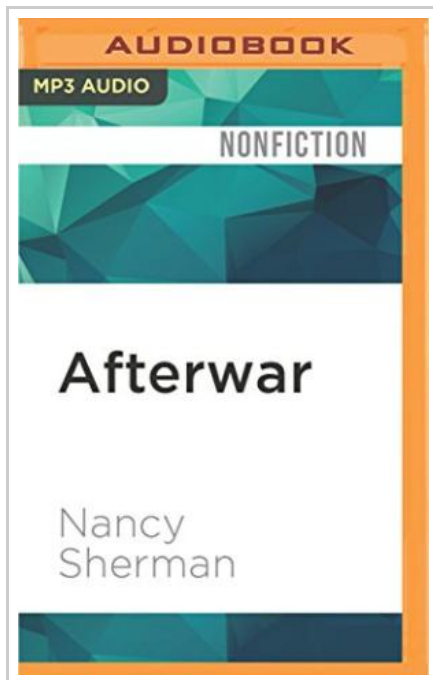 AUDIOBOOK
MP3 AUDIO
NONFICTION
Afterwar
Nancy
Sherman